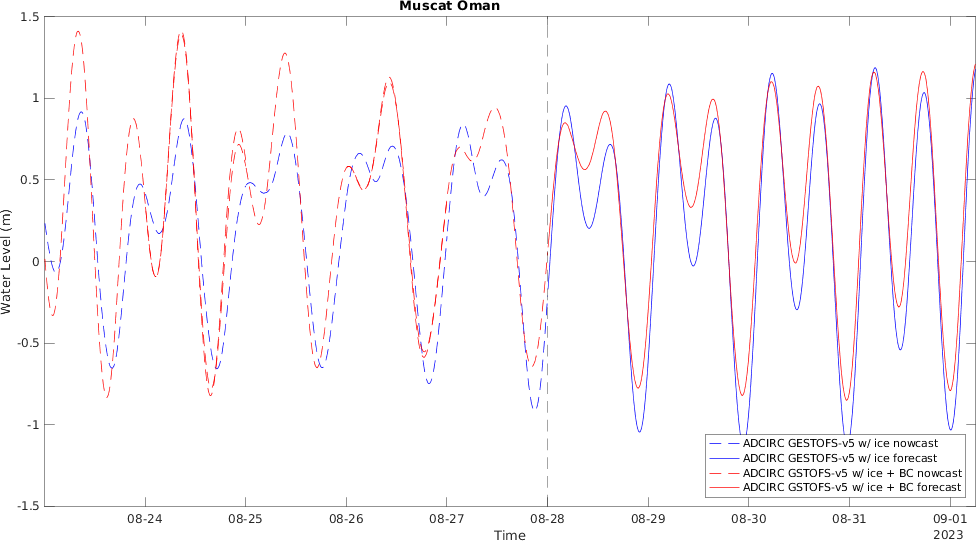 Muscat Oman
1.5
1
0.5
0
-0.5
-1
-1.5
Water Level (m)
08-24 08-25 08-26 08-27 08-28 08-29 08-30 08-31 09-01
2023
Time
ADCIRC GESTOFS-v5 w/ ice nowcast
ADCIRC GESTOFS-v5 w/ ice forecast
ADCIRC GSTOFS-v5 w/ ice + BC nowcast
ADCIRC GSTOFS-v5 w/ ice + BC forecast